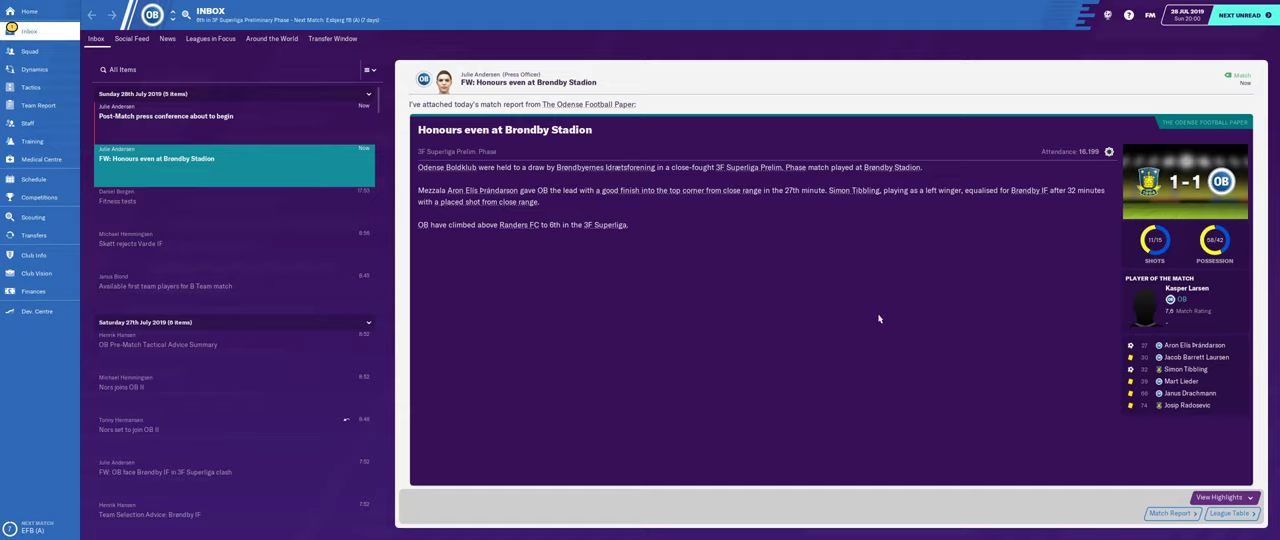 Home
Inbox
Squad
Dynamics
Tactics
Team Report
Staff
Training
Medical Centre
Schedule
Competitions
Scouting
Transfers
Club Info
Club Vision
Finances
Dev. Centre
7
NEXT MATCH
EFB (A)
OB
INBOX
6th in 3F Superliga Preliminary Phase - Next Match: Esbjerg fB (A) (7 days)
FM
28 JUL 2019
Sun 20:00
NEXT UNREAD
Inbox
Social Feed
News
Leagues in Focus
Around the World
Transfer Window
All Items
Sunday 28th July 2019 (5 items)
Julie Andersen
Now
Post-Match press conference about to begin
Julie Andersen
Now
FW: Honours even at Brøndby Stadion
Daniel Borgen
17:53
Fitness tests
Michael Hemmingsen
8:56
Skøtt rejects Varde IF
Janus Blond
8:45
Available first team players for B Team match
Saturday 27th July 2019 (6 items)
Henrik Hansen
8:52
OB Pre-Match Tactical Advice Summary
Michael Hemmingsen
8:52
Nors joins OB II
Tonny Hermansen
8:48
Nors set to join OB II
Julie Andersen
7:52
FW: OB face Brøndby IF in 3F Superliga clash
Henrik Hansen
7:52
Team Selection Advice: Brøndby IF
OB
Julie Andersen (Press Officer)
FW: Honours even at Brøndby Stadion
Match
Now
I've attached today's match report from The Odense Football Paper:
THE ODENSE FOOTBALL PAPER
Honours even at Brøndby Stadion
3F Superliga Prelim. Phase
Attendance: 16,199
Odense Boldklub were held to a draw by Brøndbyernes Idrætsforening in a close-fought 3F Superliga Prelim. Phase match played at Brøndby Stadion.
Mezzala Aron Elís Þrándarson gave OB the lead with a good finish into the top corner from close range in the 27th minute. Simon Tibbling, playing as a left winger, equalised for Brøndby IF after 32 minutes
with a placed shot from close range.
OB have climbed above Randers FC to 6th in the 3F Superliga.
1-1
OB
11/15
SHOTS
58/42
POSSESSION
PLAYER OF THE MATCH
Kasper Larsen
OB
7,6 Match Rating
-
27 Aron Elís Þrándarson
30 Jacob Barrett Laursen
32 Simon Tibbling
39 Mart Lieder
66 Janus Drachmann
74 Josip Radosevic
View Highlights
Match Report
League Table